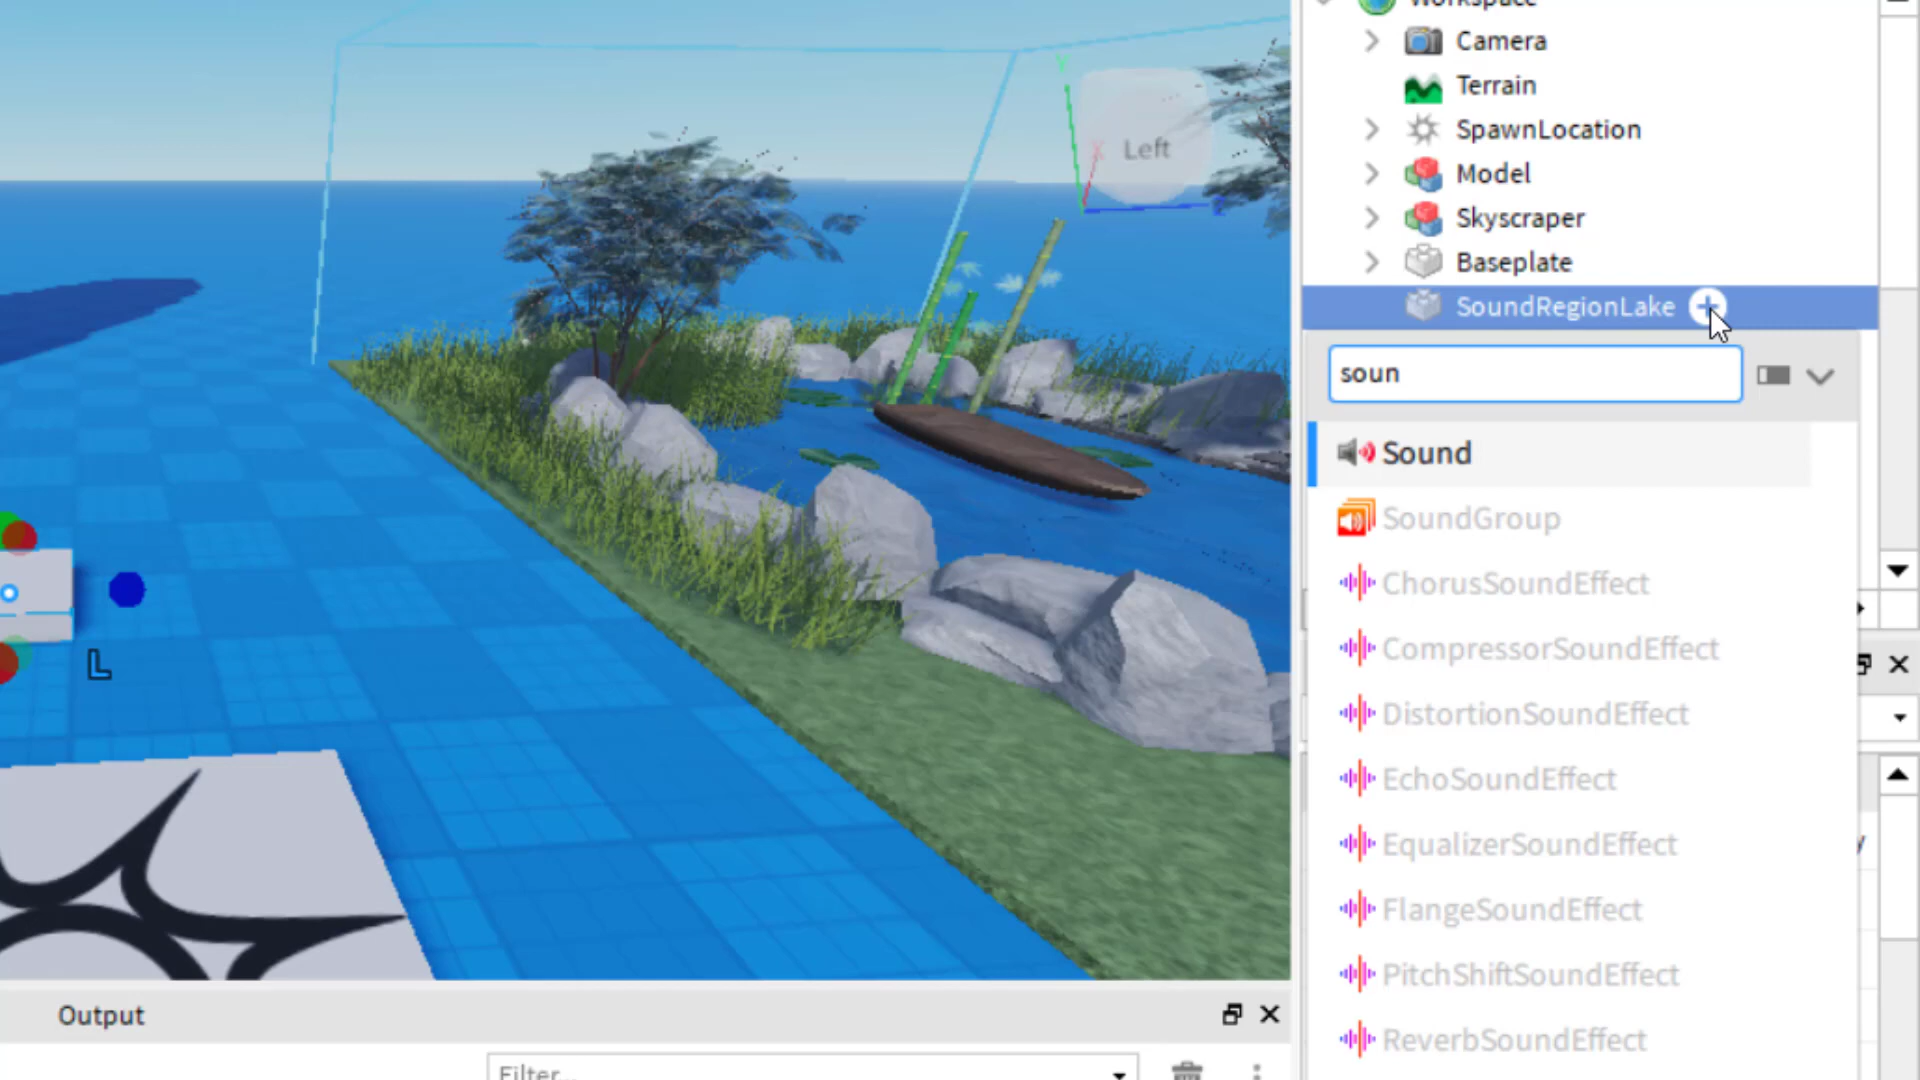 Workspace
Camera
Terrain
SpawnLocation
Model
Skyscraper
Baseplate
SoundRegionLake
soun
Sound
SoundGroup
ChorusSoundEffect
CompressorSoundEffect
DistortionSoundEffect
EchoSoundEffect
EqualizerSoundEffect
FlangeSoundEffect
PitchShiftSoundEffect
ReverbSoundEffect
Y
X
Left
L
Output
Filter...